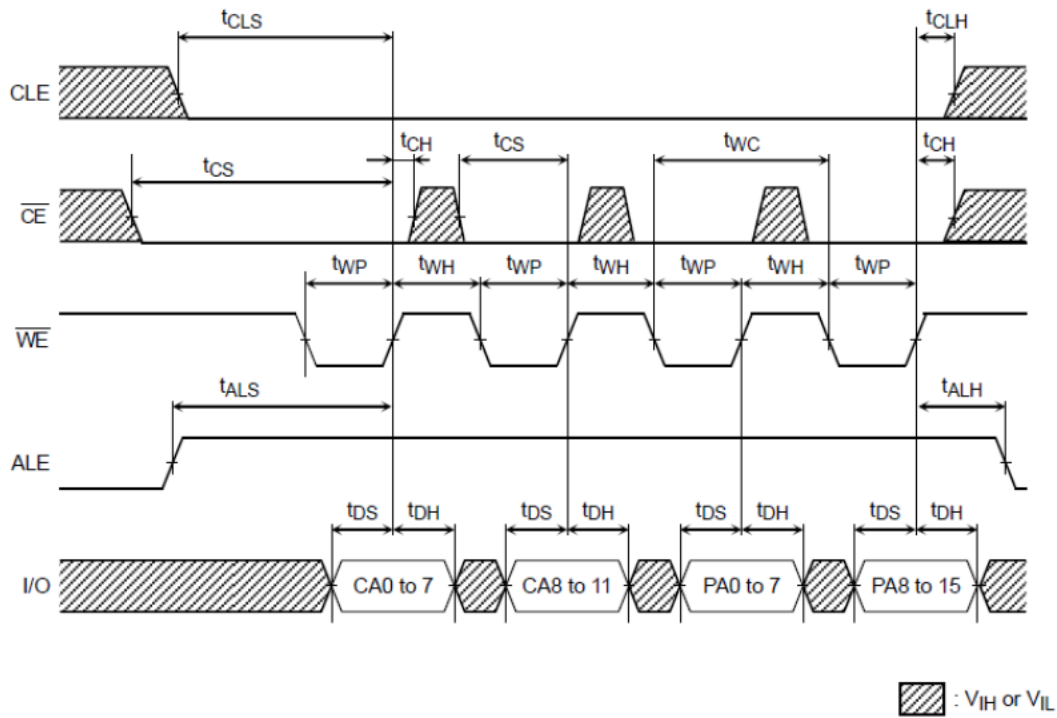 tCLS tCLH
CLE
tCH tCS tWC tCH
tCS
CE
tWP tWH tWP tWH tWP tWH tWP
WE
tALS tALH
ALE
tDS tDH tDS tDH tDS tDH tDS tDH
I/O CA0 to 7 CA8 to 11 PA0 to 7 PA8 to 15
: VIH or VIL